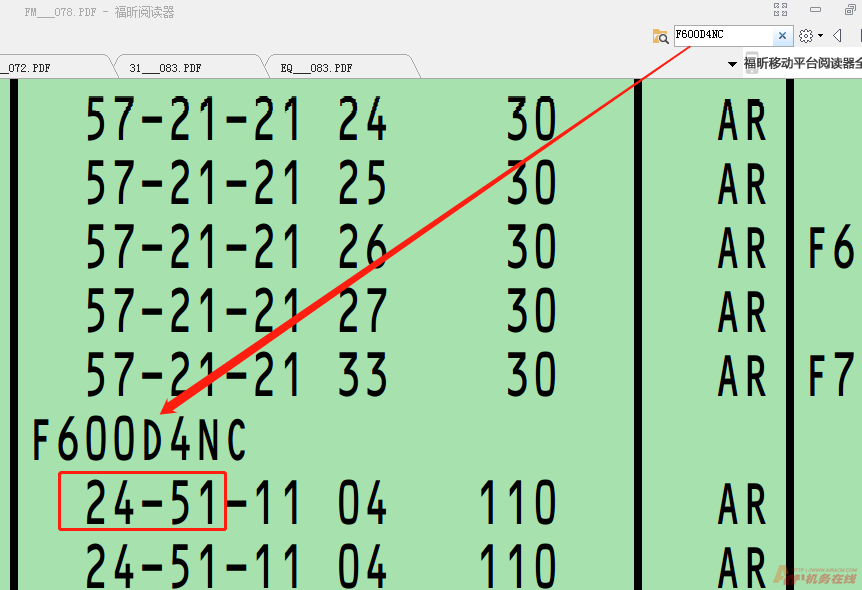 FM___078.PDF - 福昕阅读器
F600D4NC
_072.PDF 31___083.PDF EQ___083.PDF
福昕移动平台阅读器全
57-21-21 24 30 AR
57-21-21 25 30 AR
57-21-21 26 30 AR F6
57-21-21 27 30 AR
57-21-21 33 30 AR F7
F600D4NC
24-51-11 04 110 AR
24-51-11 04 110 AR
机务在线